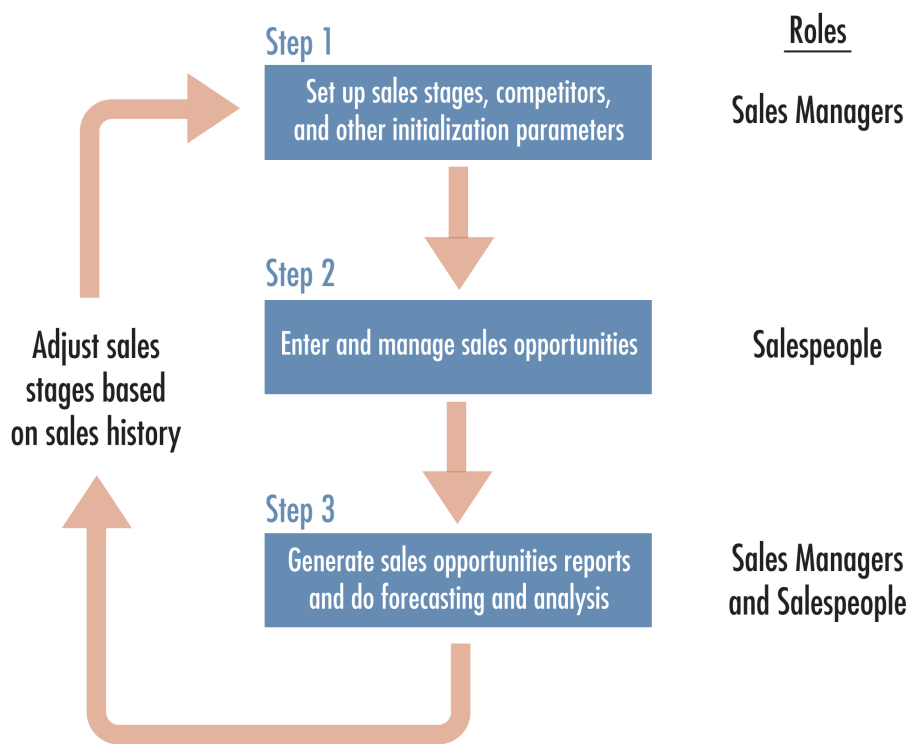 Roles
Step 1
Set up sales stages, competitors,
and other initialization parameters
Sales Managers
Step 2
Enter and manage sales opportunities
Salespeople
Adjust sales
stages based
on sales history
Step 3
Generate sales opportunities reports
and do forecasting and analysis
Sales Managers
and Salespeople